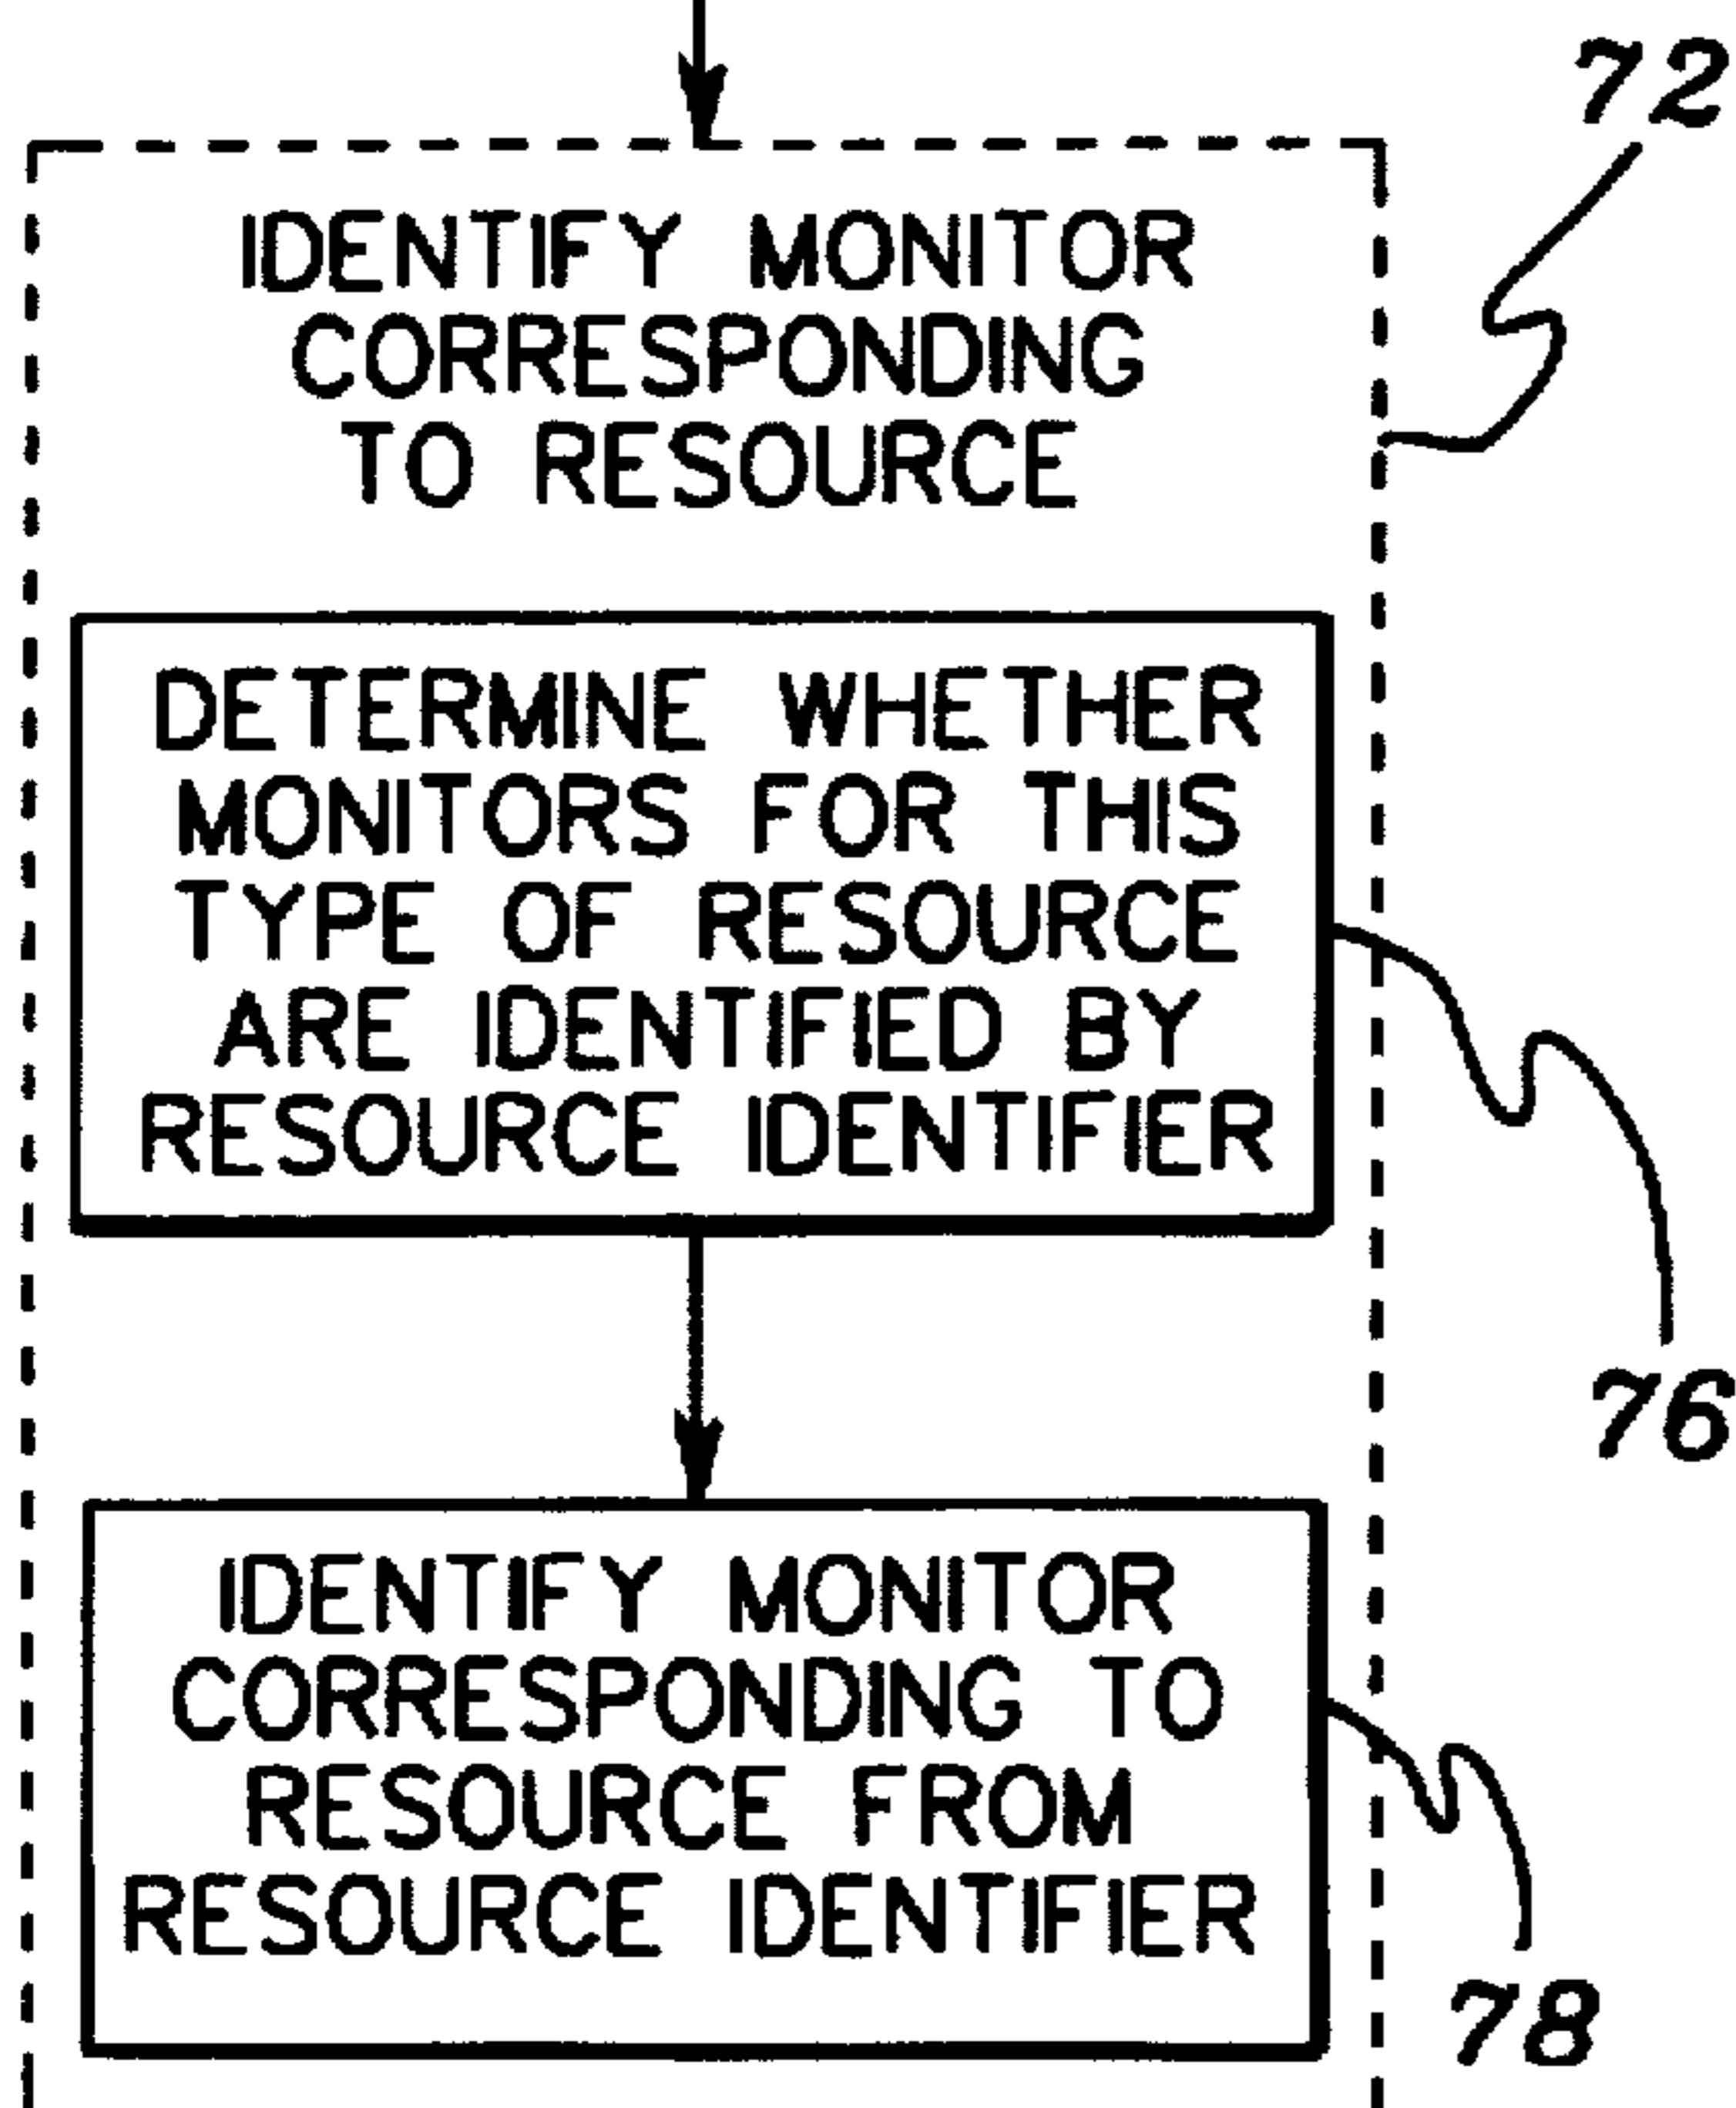 72
IDENTIFY MONITOR
CORRESPONDING
TO RESOURCE
DETERMINE WHETHER
MONITORS FOR THIS
TYPE OF RESOURCE
ARE IDENTIFIED BY
RESOURCE IDENTIFIER
76
IDENTIFY MONITOR
CORRESPONDING TO
RESOURCE FROM
RESOURCE IDENTIFIER
78